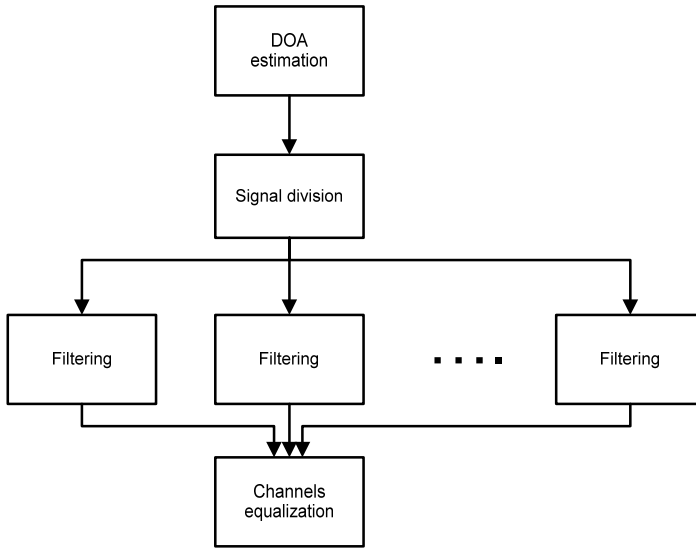 DOA
estimation
Signal division
Filtering
Filtering
Filtering
Channels
equalization